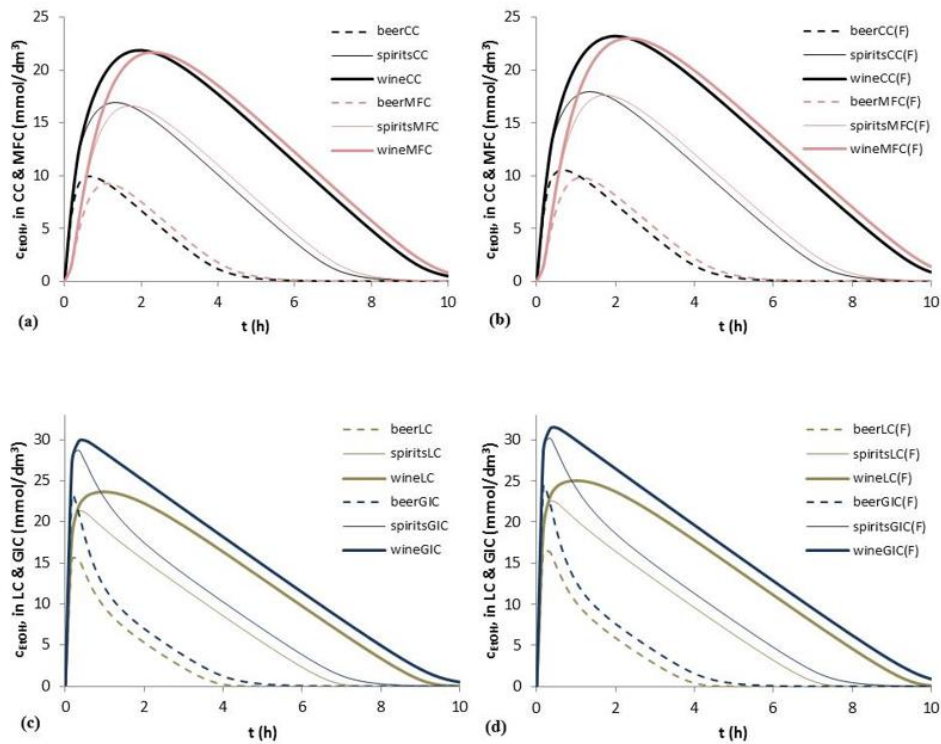 25
20
15
10
5
0
c_EtOH, in CC & MFC (mmol/dm³)
0 2 4 6 8 10
t (h)
(a)
beerCC
spiritsCC
wineCC
beerMFC
spiritsMFC
wineMFC
25
20
15
10
5
0
c_EtOH, in CC & MFC (mmol/dm³)
0 2 4 6 8 10
t (h)
(b)
beerCC(F)
spiritsCC(F)
wineCC(F)
beerMFC(F)
spiritsMFC(F)
wineMFC(F)
30
25
20
15
10
5
0
c_EtOH, in LC & GIC (mmol/dm³)
0 2 4 6 8 10
t (h)
(c)
beerLC
spiritsLC
wineLC
beerGIC
spiritsGIC
wineGIC
30
25
20
15
10
5
0
c_EtOH, in LC & GIC (mmol/dm³)
0 2 4 6 8 10
t (h)
(d)
beerLC(F)
spiritsLC(F)
wineLC(F)
beerGIC(F)
spiritsGIC(F)
wineGIC(F)